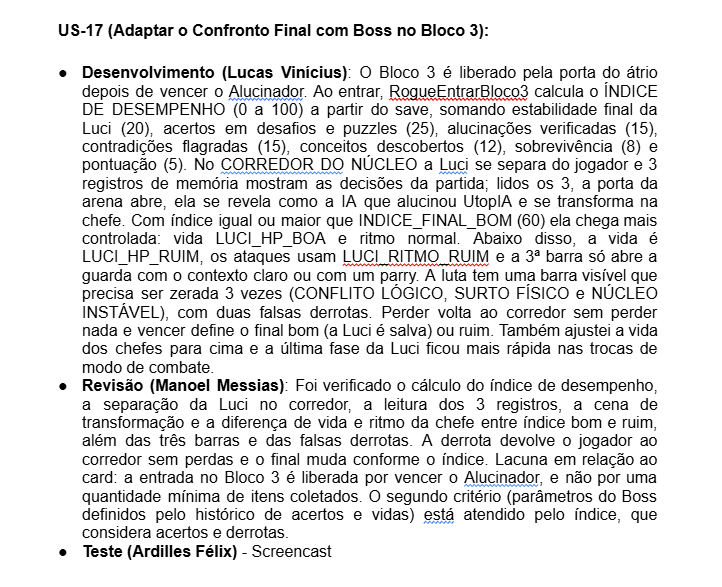 US-17 (Adaptar o Confronto Final com Boss no Bloco 3):
● Desenvolvimento (Lucas Vinícius): O Bloco 3 é liberado pela porta do átrio
depois de vencer o Alucinador. Ao entrar, RogueEntrarBloco3 calcula o ÍNDICE
DE DESEMPENHO (0 a 100) a partir do save, somando estabilidade final da
Luci (20), acertos em desafios e puzzles (25), alucinações verificadas (15),
contradições flagradas (15), conceitos descobertos (12), sobrevivência (8) e
pontuação (5). No CORREDOR DO NÚCLEO a Luci se separa do jogador e 3
registros de memória mostram as decisões da partida; lidos os 3, a porta da
arena abre, ela se revela como a IA que alucinou UtopIA e se transforma na
chefe. Com índice igual ou maior que INDICE_FINAL_BOM (60) ela chega mais
controlada: vida LUCI_HP_BOA e ritmo normal. Abaixo disso, a vida é
LUCI_HP_RUIM, os ataques usam LUCI_RITMO_RUIM e a 3ª barra só abre a
guarda com o contexto claro ou com um parry. A luta tem uma barra visível que
precisa ser zerada 3 vezes (CONFLITO LÓGICO, SURTO FÍSICO e NÚCLEO
INSTÁVEL), com duas falsas derrotas. Perder volta ao corredor sem perder
nada e vencer define o final bom (a Luci é salva) ou ruim. Também ajustei a vida
dos chefes para cima e a última fase da Luci ficou mais rápida nas trocas de
modo de combate.
● Revisão (Manoel Messias): Foi verificado o cálculo do índice de desempenho,
a separação da Luci no corredor, a leitura dos 3 registros, a cena de
transformação e a diferença de vida e ritmo da chefe entre índice bom e ruim,
além das três barras e das falsas derrotas. A derrota devolve o jogador ao
corredor sem perdas e o final muda conforme o índice. Lacuna em relação ao
card: a entrada no Bloco 3 é liberada por vencer o Alucinador, e não por uma
quantidade mínima de itens coletados. O segundo critério (parâmetros do Boss
definidos pelo histórico de acertos e vidas) está atendido pelo índice, que
considera acertos e derrotas.
● Teste (Ardilles Félix) - Screencast